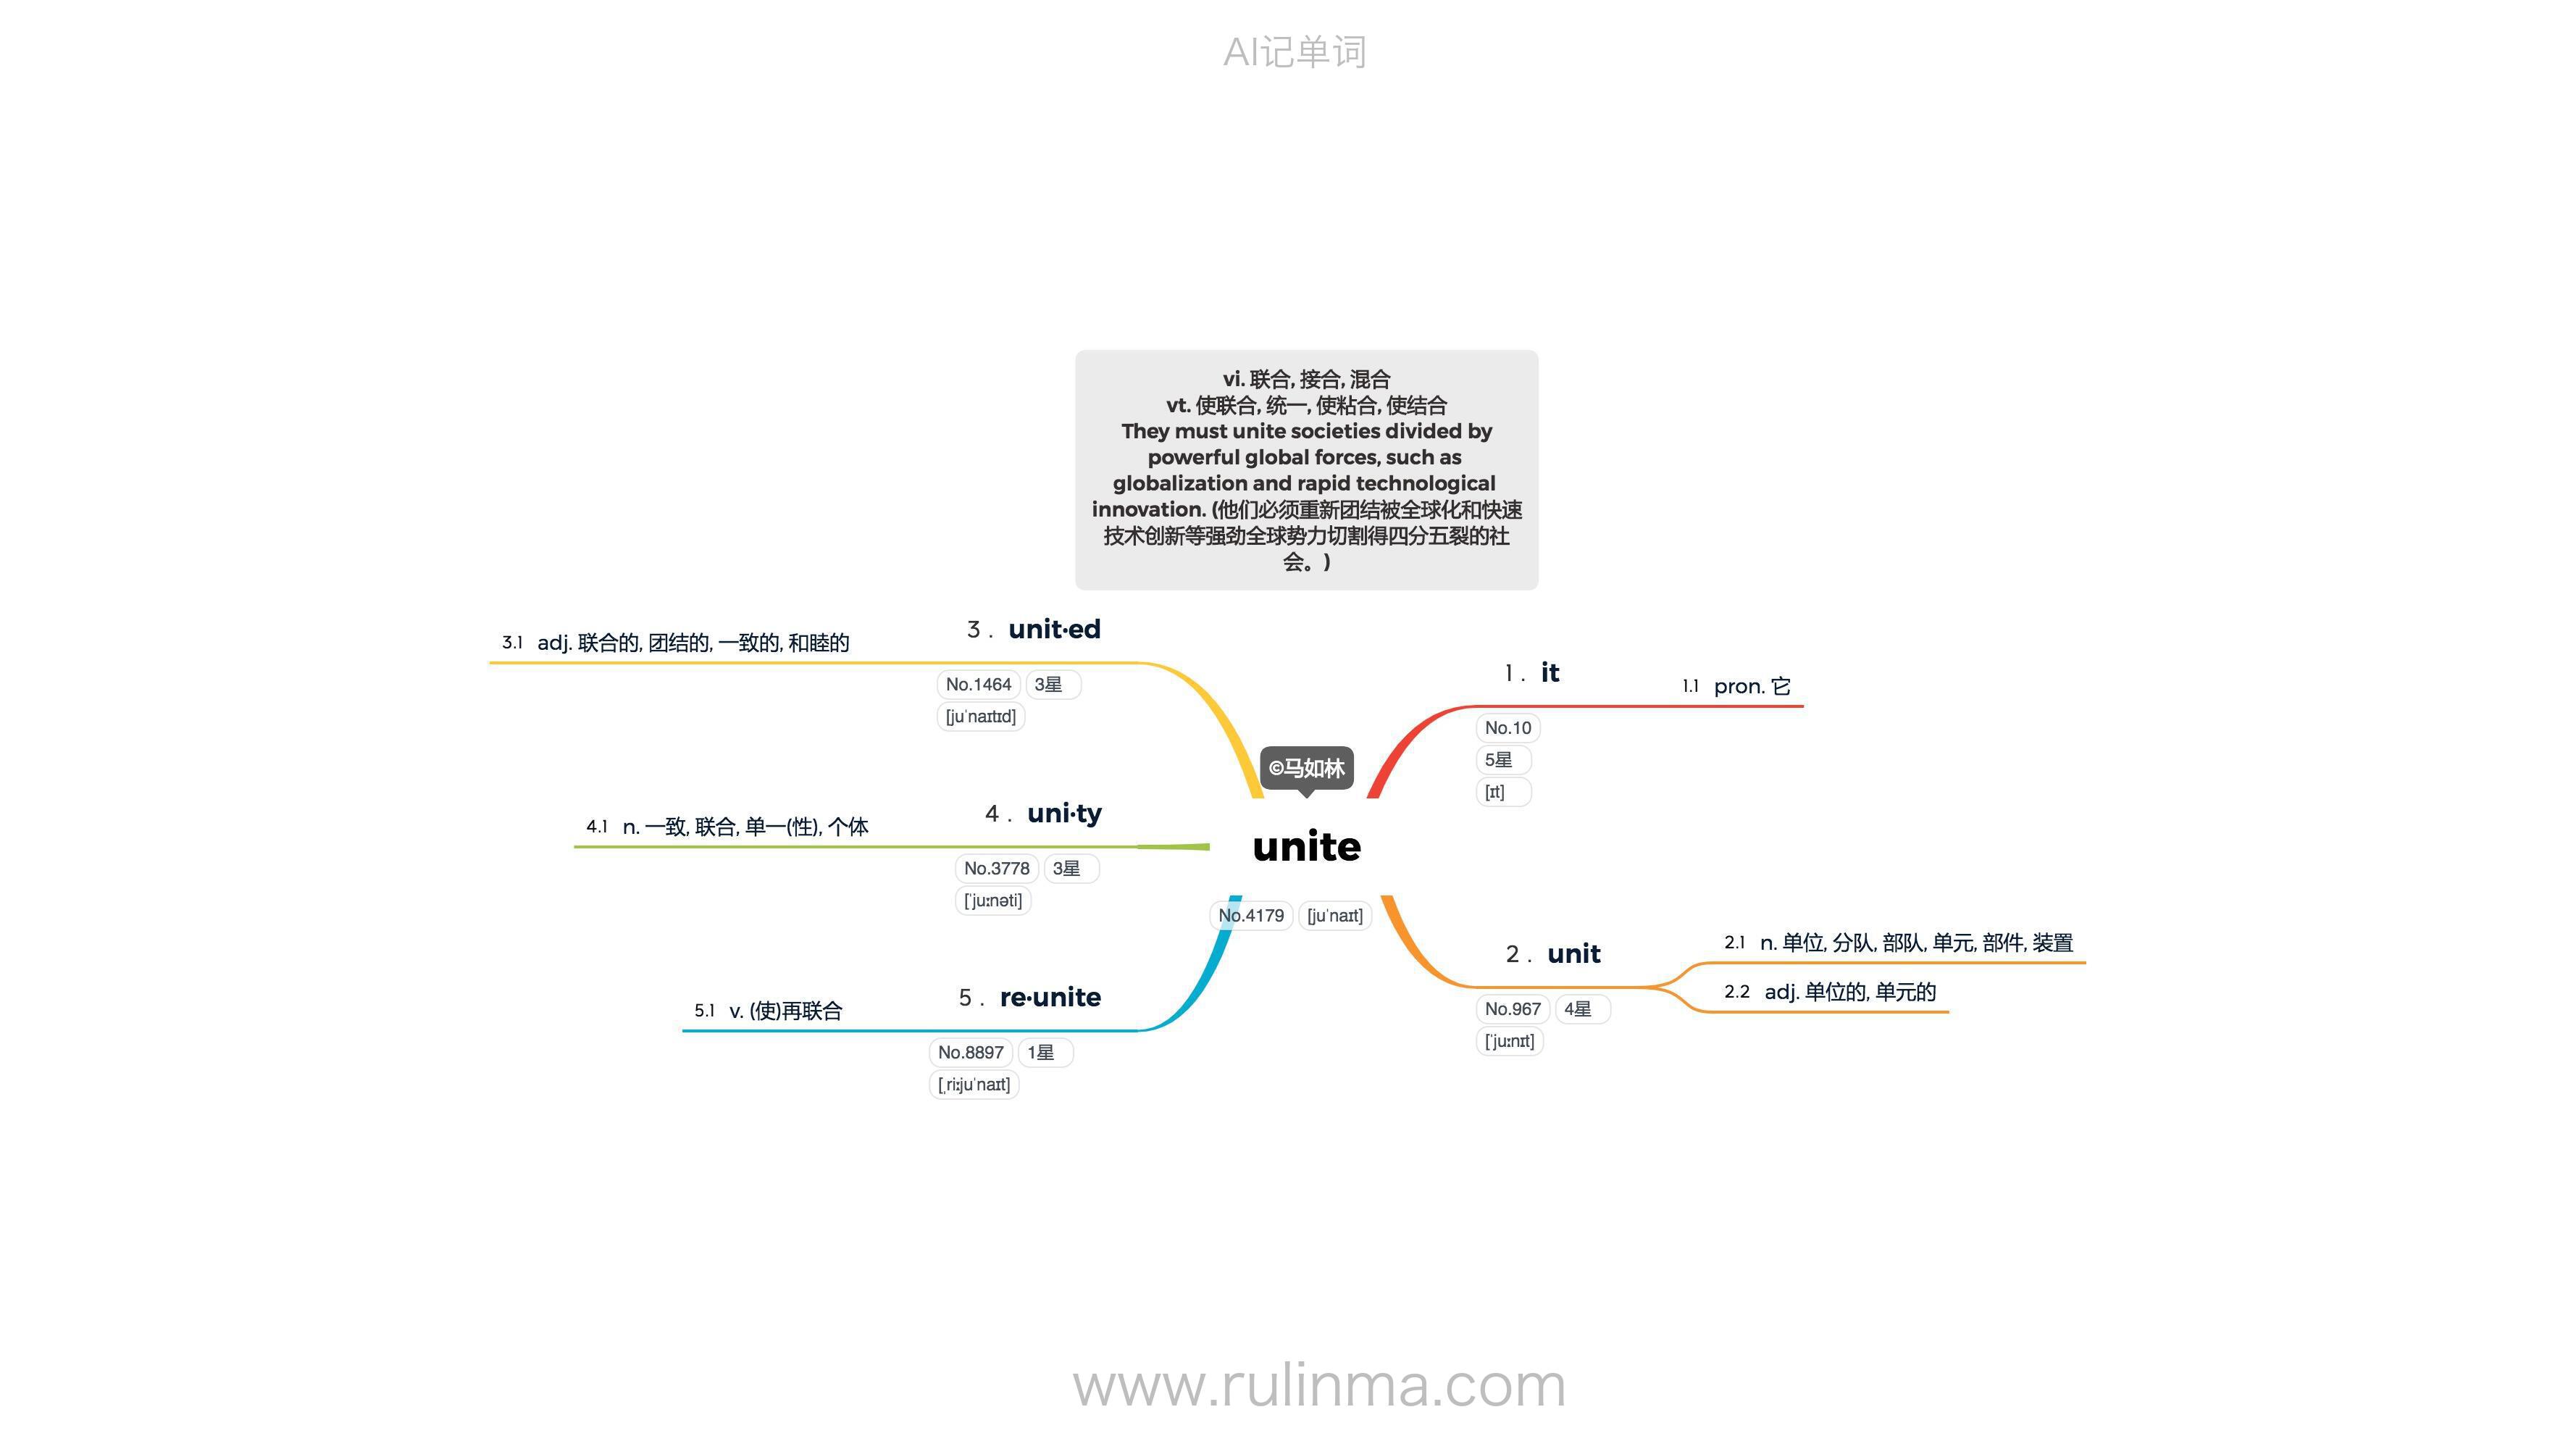 AI记单词
vi. 联合, 接合, 混合
vt. 使联合, 统一, 使粘合, 使结合
They must unite societies divided by
powerful global forces, such as
globalization and rapid technological
innovation. (他们必须重新团结被全球化和快速
技术创新等强劲全球势力切割得四分五裂的社
会。)
©马如林
unite
No.4179 [juˈnaɪt]
1. it
No.10
5星
[ɪt]
1.1 pron. 它
2. unit
No.967 4星
[ˈjuːnɪt]
2.1 n. 单位, 分队, 部队, 单元, 部件, 装置
2.2 adj. 单位的, 单元的
3. unit·ed
No.1464 3星
[juˈnaɪtɪd]
3.1 adj. 联合的, 团结的, 一致的, 和睦的
4. uni·ty
No.3778 3星
[ˈjuːnəti]
4.1 n. 一致, 联合, 单一(性), 个体
5. re·unite
No.8897 1星
[ˌriːjuˈnaɪt]
5.1 v. (使)再联合
www.rulinma.com